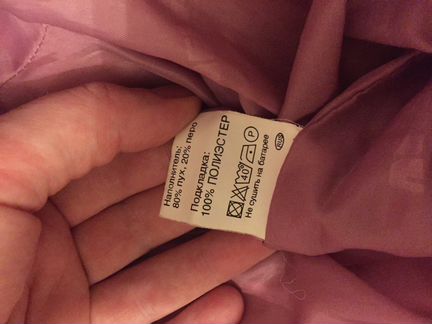 Наполнитель:
80% пух, 20% перо
Подкладка:
100% ПОЛИЭСТЕР
40 P
Не сушить на батарее